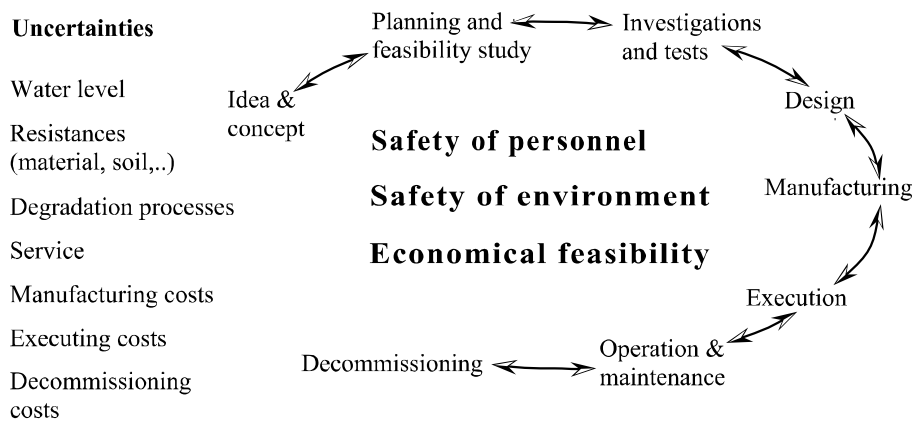 Uncertainties
Water level
Resistances
(material, soil,..)
Degradation processes
Service
Manufacturing costs
Executing costs
Decommissioning
costs
Idea &
concept
Planning and
feasibility study
Investigations
and tests
Design
Manufacturing
Execution
Operation &
maintenance
Decommissioning
Safety of personnel
Safety of environment
Economical feasibility